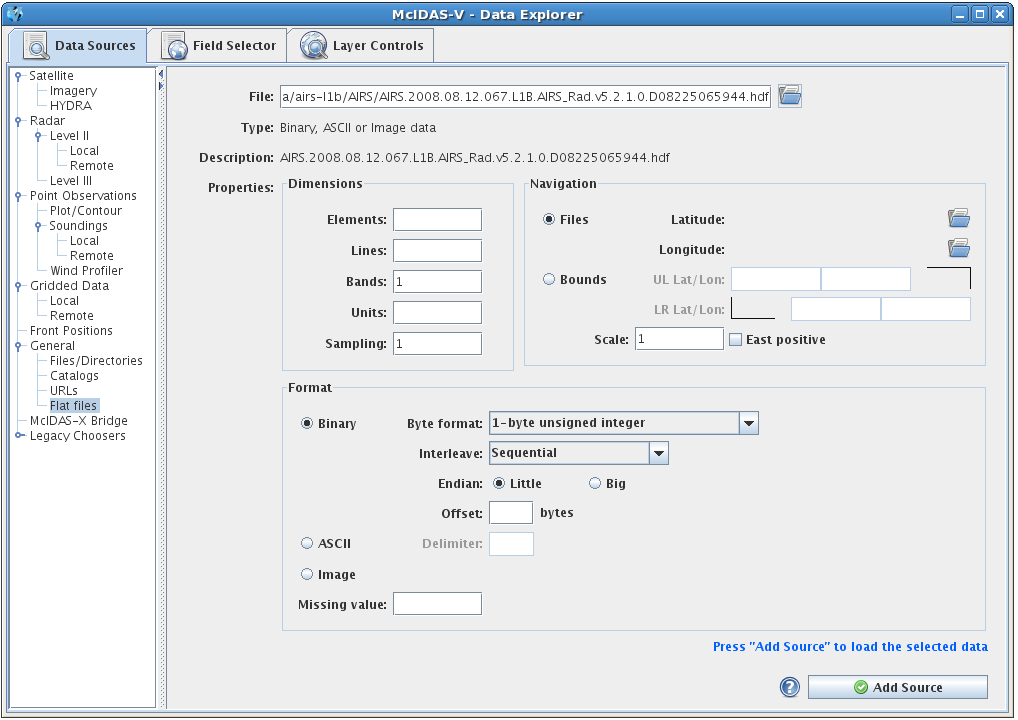 McIDAS-V - Data Explorer
Data Sources
Field Selector
Layer Controls
Satellite
Imagery
HYDRA
Radar
Level II
Local
Remote
Level III
Point Observations
Plot/Contour
Soundings
Local
Remote
Wind Profiler
Gridded Data
Local
Remote
Front Positions
General
Files/Directories
Catalogs
URLs
Flat files
McIDAS-X Bridge
Legacy Choosers
File: a/airs-l1b/AIRS/AIRS.2008.08.12.067.L1B.AIRS_Rad.v5.2.1.0.D08225065944.hdf
Type: Binary, ASCII or Image data
Description: AIRS.2008.08.12.067.L1B.AIRS_Rad.v5.2.1.0.D08225065944.hdf
Properties:
Dimensions
Elements:
Lines:
Bands: 1
Units:
Sampling: 1
Navigation
Files Latitude:
Longitude:
Bounds UL Lat/Lon:
LR Lat/Lon:
Scale: 1 East positive
Format
Binary Byte format: 1-byte unsigned integer
Interleave: Sequential
Endian: Little Big
Offset: bytes
ASCII Delimiter:
Image
Missing value:
Press "Add Source" to load the selected data
? Add Source